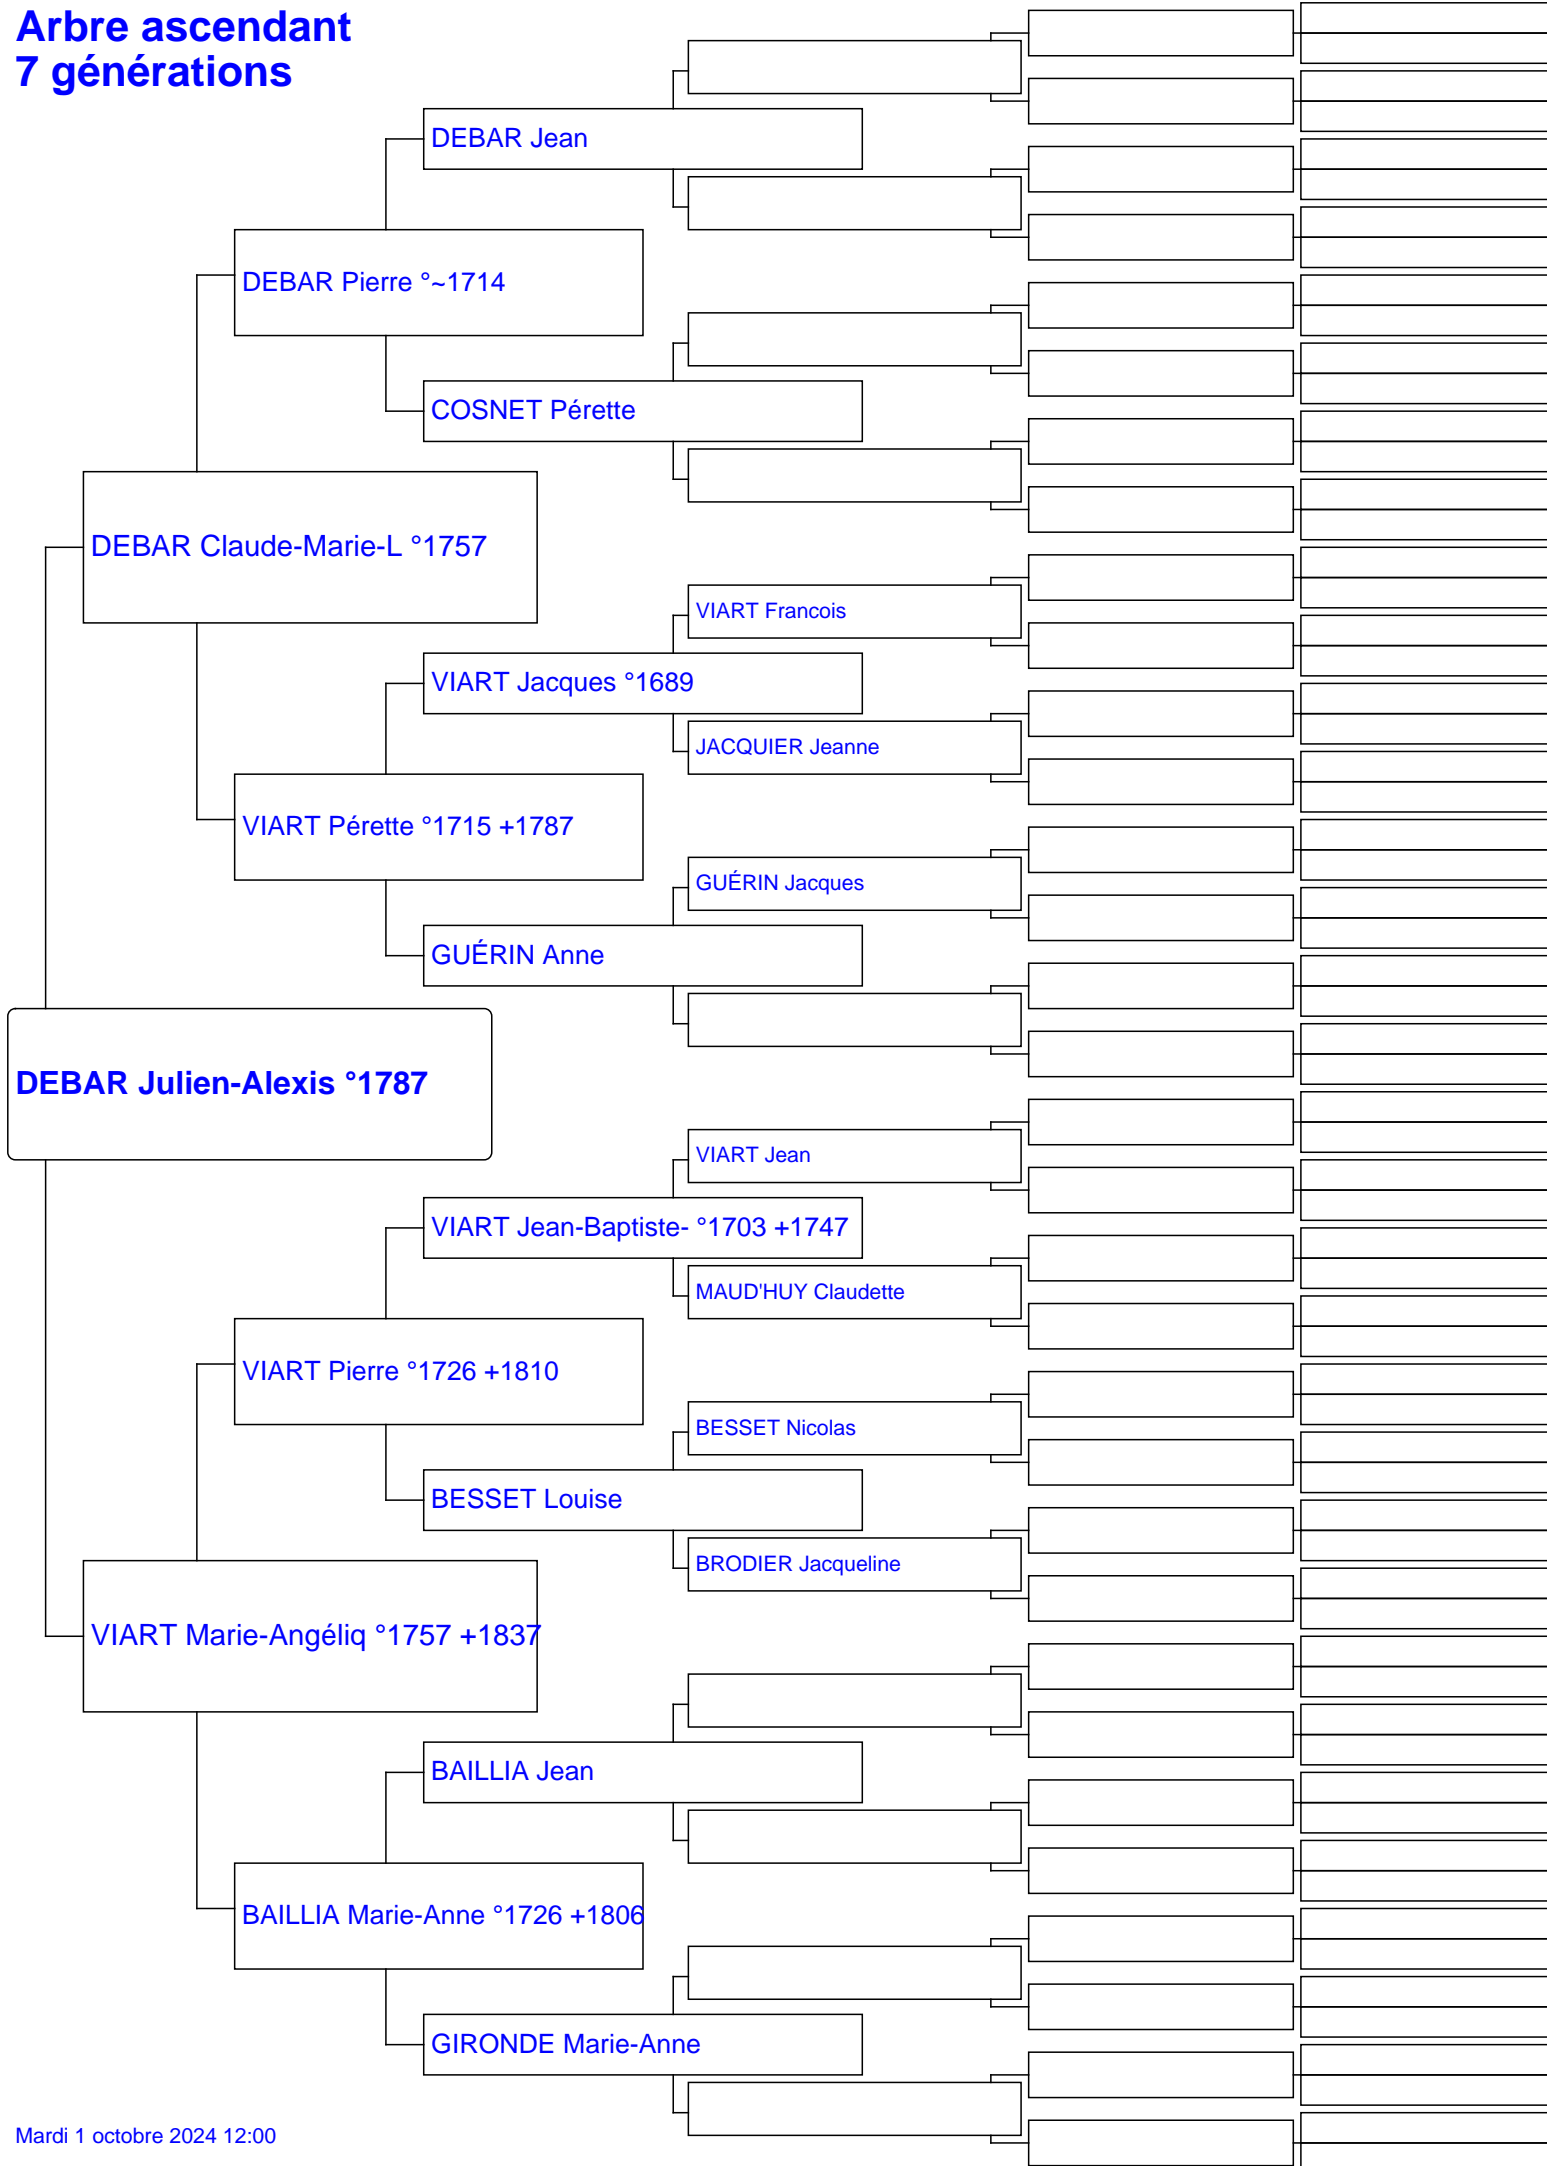 Arbre ascendant
7 générations
DEBAR Jean
DEBAR Pierre °~1714
COSNET Pérette
DEBAR Claude-Marie-L °1757
VIART Francois
VIART Jacques °1689
JACQUIER Jeanne
VIART Pérette °1715 +1787
GUÉRIN Jacques
GUÉRIN Anne
DEBAR Julien-Alexis °1787
VIART Jean
VIART Jean-Baptiste- °1703 +1747
MAUD'HUY Claudette
VIART Pierre °1726 +1810
BESSET Nicolas
BESSET Louise
BRODIER Jacqueline
VIART Marie-Angéliq °1757 +1837
BAILLIA Jean
BAILLIA Marie-Anne °1726 +1806
GIRONDE Marie-Anne
Mardi 1 octobre 2024 12:00